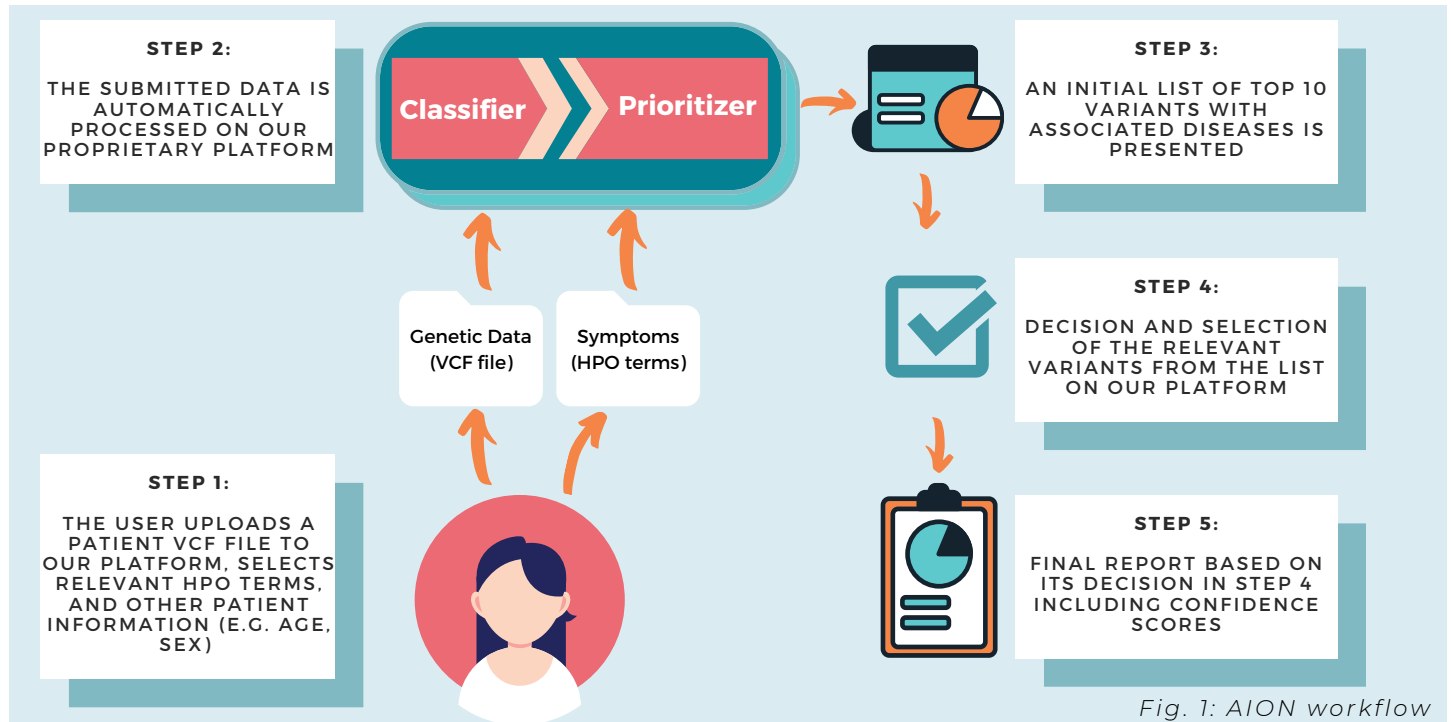 STEP 2:
THE SUBMITTED DATA IS
AUTOMATICALLY
PROCESSED ON OUR
PROPRIETARY PLATFORM
Classifier
Prioritizer
STEP 3:
AN INITIAL LIST OF TOP 10
VARIANTS WITH
ASSOCIATED DISEASES IS
PRESENTED
Genetic Data
(VCF file)
Symptoms
(HPO terms)
STEP 4:
DECISION AND SELECTION
OF THE RELEVANT
VARIANTS FROM THE LIST
ON OUR PLATFORM
STEP 1:
THE USER UPLOADS A
PATIENT VCF FILE TO
OUR PLATFORM, SELECTS
RELEVANT HPO TERMS,
AND OTHER PATIENT
INFORMATION (E.G. AGE,
SEX)
STEP 5:
FINAL REPORT BASED ON
ITS DECISION IN STEP 4
INCLUDING CONFIDENCE
SCORES
Fig. 1: AION workflow